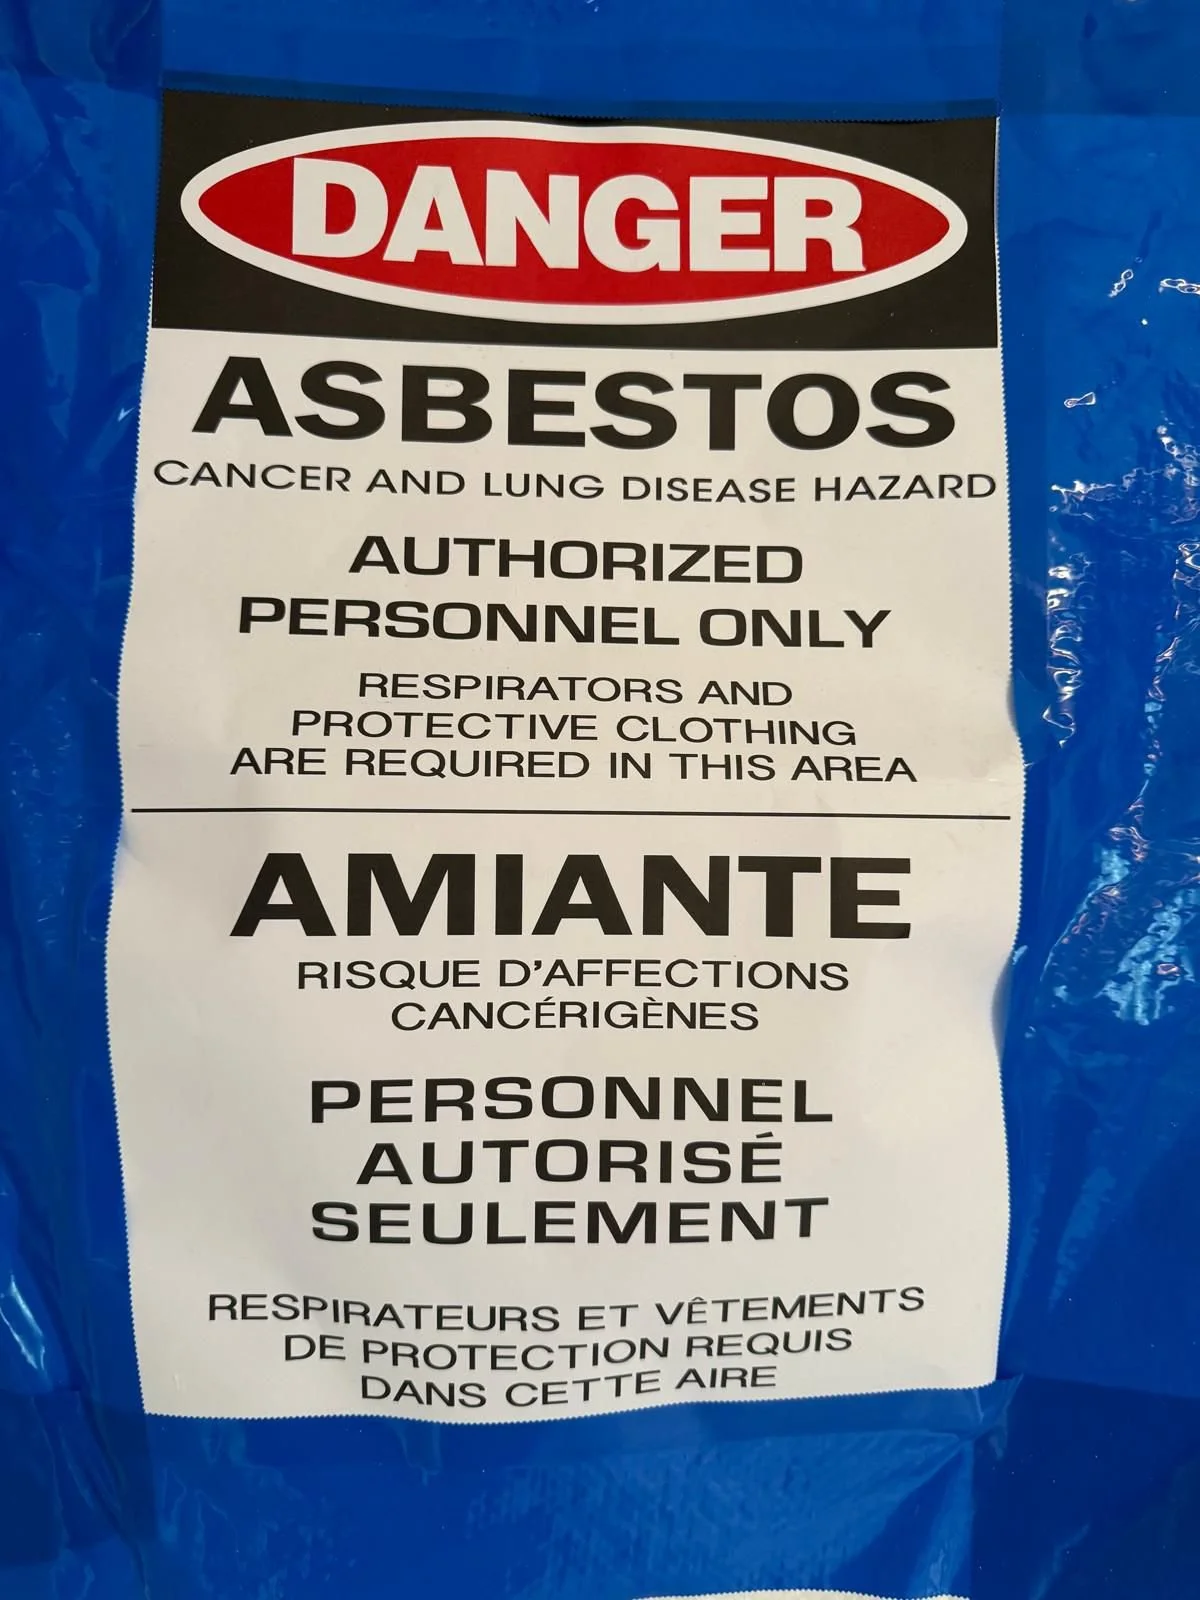 DANGER
ASBESTOS
CANCER AND LUNG DISEASE HAZARD
AUTHORIZED
PERSONNEL ONLY
RESPIRATORS AND
PROTECTIVE CLOTHING
ARE REQUIRED IN THIS AREA
AMIANTE
RISQUE D'AFFECTIONS
CANCÉRIGÈNES
PERSONNEL
AUTORISÉ
SEULEMENT
RESPIRATEURS ET VÊTEMENTS
DE PROTECTION REQUIS
DANS CETTE AIRE